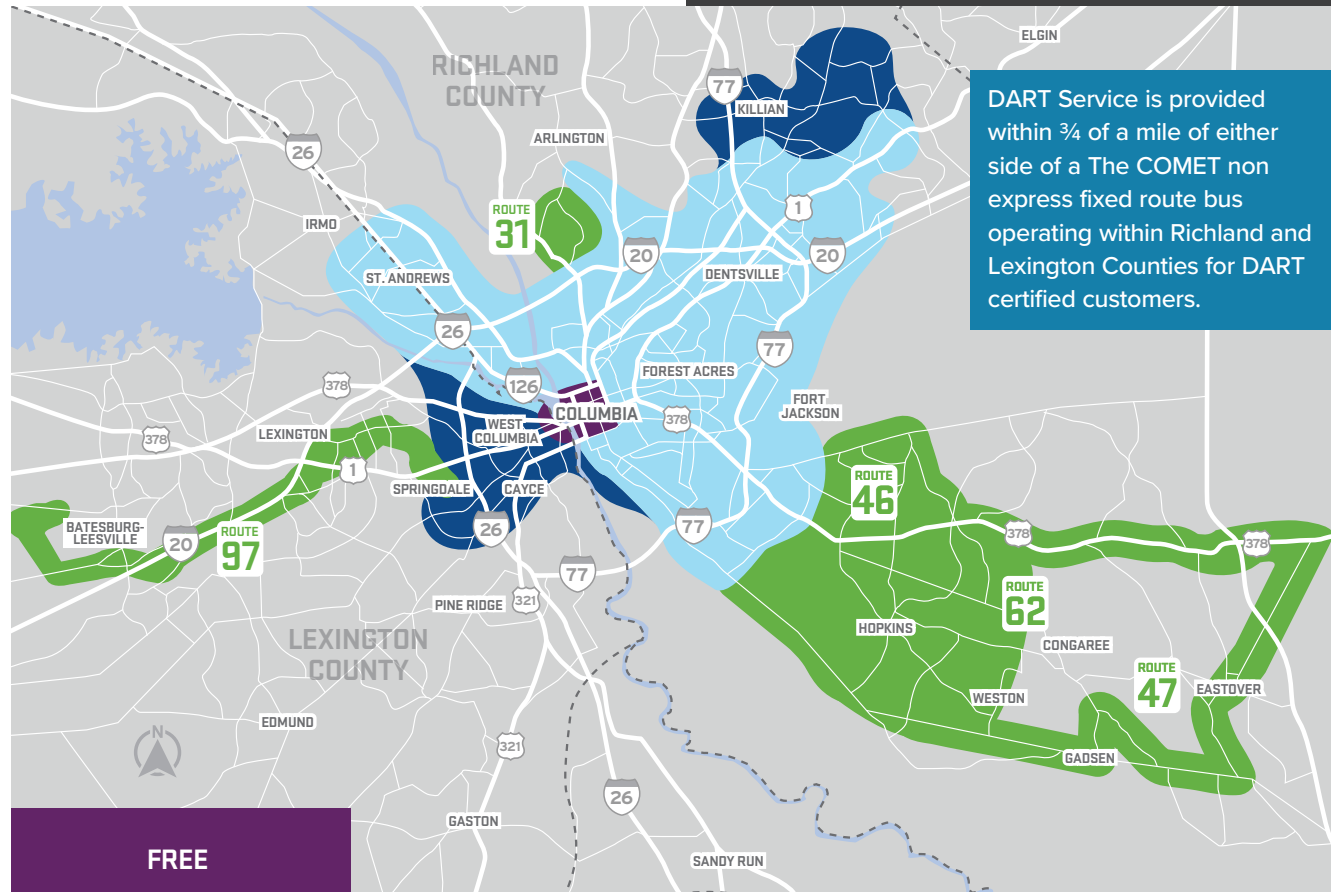 ELGIN
RICHLAND
COUNTY
77
KILLIAN
DART Service is provided
within ¾ of a mile of either
side of a The COMET non
express fixed route bus
operating within Richland and
Lexington Counties for DART
certified customers.
ARLINGTON
26
IRMO
ROUTE
31
1
20
20
DENTSVILLE
ST. ANDREWS
26
77
126
FOREST ACRES
378
378
FORT
JACKSON
COLUMBIA
378
WEST
COLUMBIA
LEXINGTON
1
SPRINGDALE
CAYCE
ROUTE
46
BATESBURG-
LEESVILLE
20
ROUTE
97
26
77
378
378
77
321
PINE RIDGE
ROUTE
62
HOPKINS
LEXINGTON
COUNTY
CONGAREE
ROUTE
47
EASTOVER
WESTON
EDMUND
N
321
GADSEN
26
GASTON
FREE
SANDY RUN